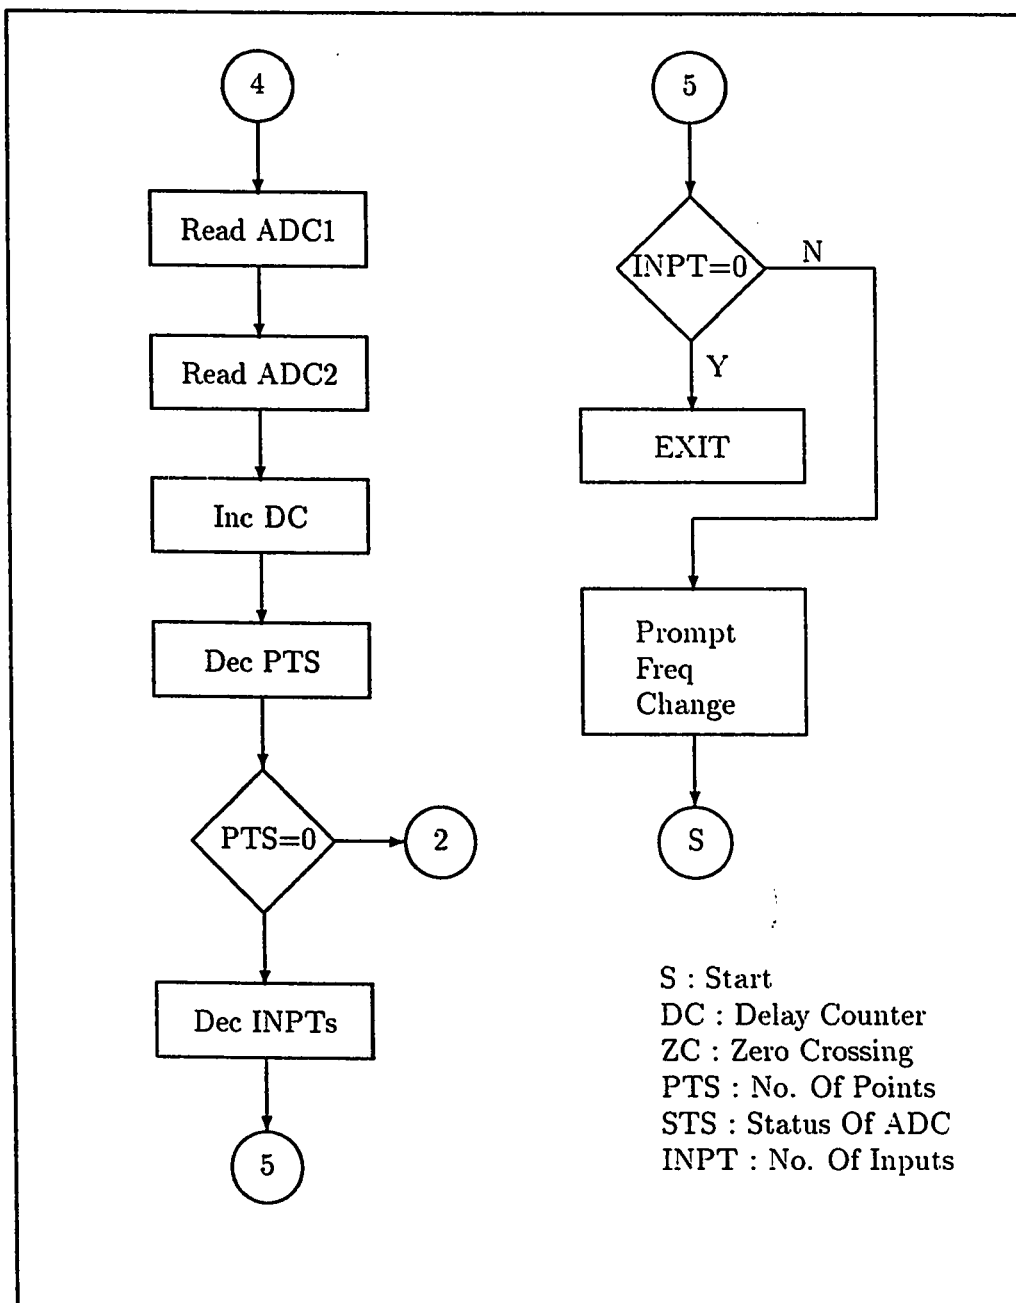 4
Read ADC1
Read ADC2
Inc DC
Dec PTS
PTS=0
2
Dec INPTs
5
5
INPT=0
N
Y
EXIT
Prompt
Freq
Change
S
S : Start
DC : Delay Counter
ZC : Zero Crossing
PTS : No. Of Points
STS : Status Of ADC
INPT : No. Of Inputs